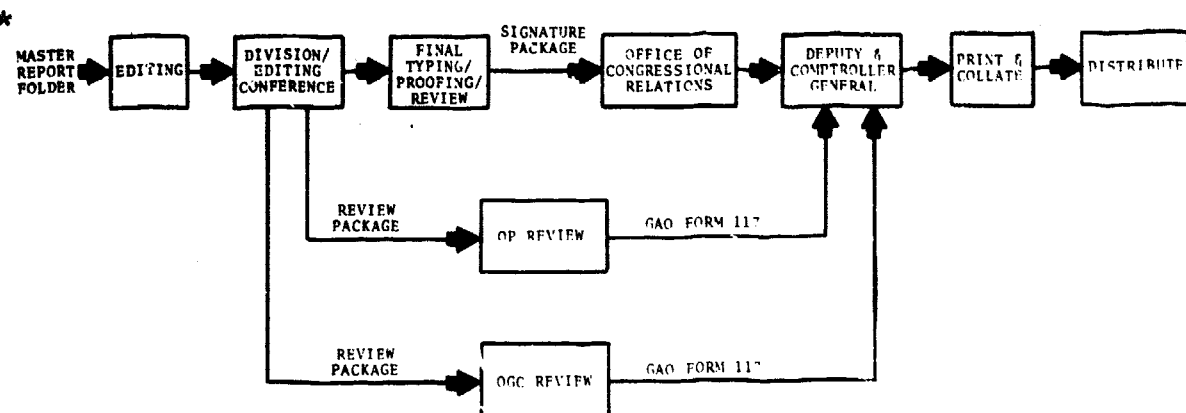 *
MASTER
REPORT
FOLDER
EDITING
DIVISION/
EDITING
CONFERENCE
FINAL
TYPING/
PROOFING/
REVIEW
SIGNATURE
PACKAGE
OFFICE OF
CONGRESSIONAL
RELATIONS
DEPUTY &
COMPTROLLER
GENERAL
PRINT &
COLLATE
DISTRIBUTE
REVIEW
PACKAGE
OP REVIEW
GAO FORM 117
REVIEW
PACKAGE
OGC REVIEW
GAO FORM 117